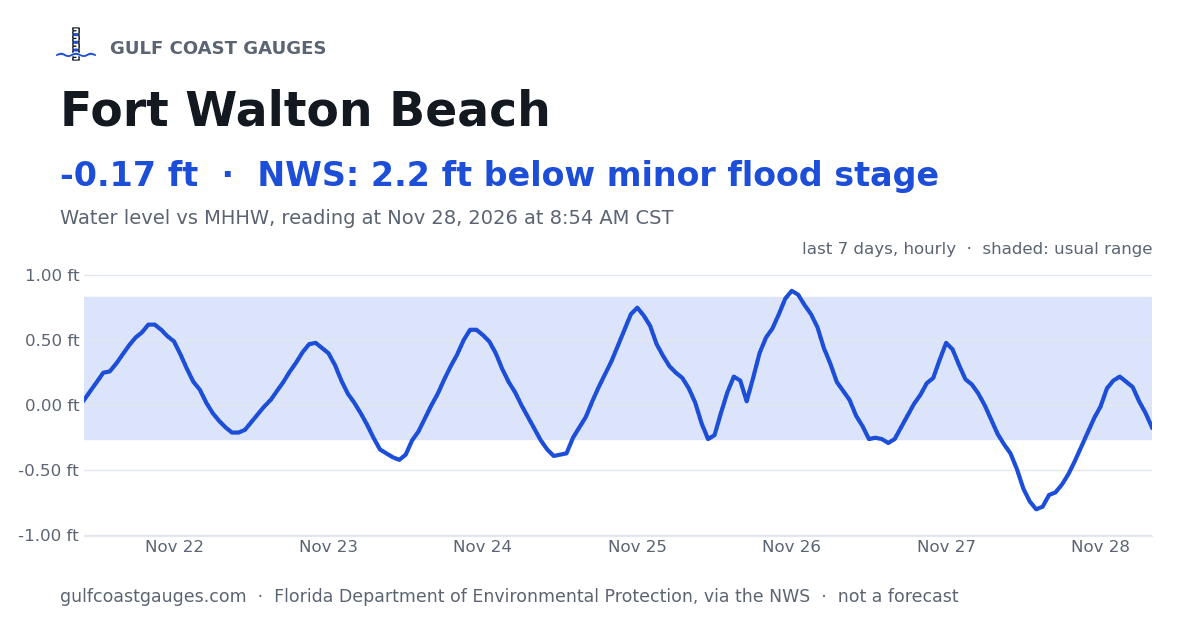 GULF COAST GAUGES
Fort Walton Beach
-0.17 ft · NWS: 2.2 ft below minor flood stage
Water level vs MHHW, reading at Nov 28, 2026 at 8:54 AM CST
last 7 days, hourly · shaded: usual range
1.00 ft
0.50 ft
0.00 ft
-0.50 ft
-1.00 ft
Nov 22 Nov 23 Nov 24 Nov 25 Nov 26 Nov 27 Nov 28
gulfcoastgauges.com · Florida Department of Environmental Protection, via the NWS · not a forecast